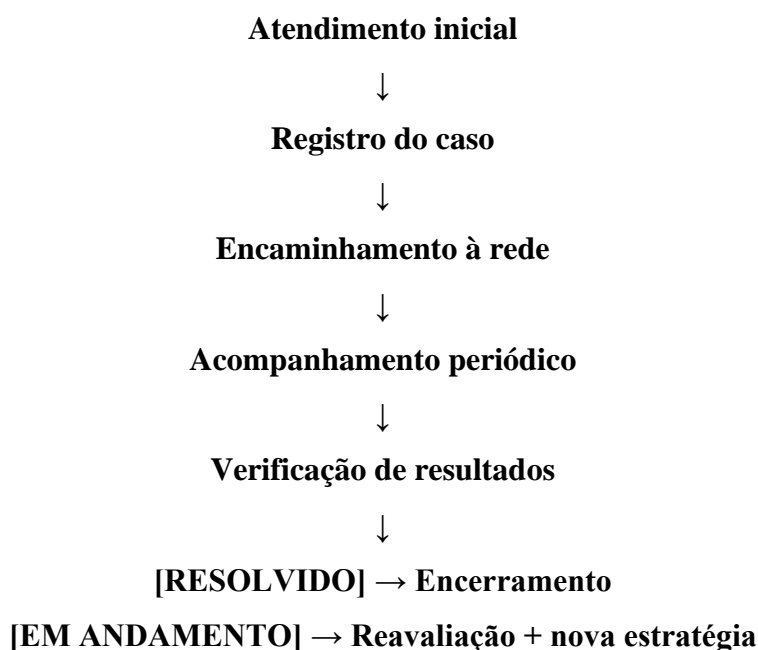 Atendimento inicial
↓
Registro do caso
↓
Encaminhamento à rede
↓
Acompanhamento periódico
↓
Verificação de resultados
↓
[RESOLVIDO] → Encerramento
[EM ANDAMENTO] → Reavaliação + nova estratégia